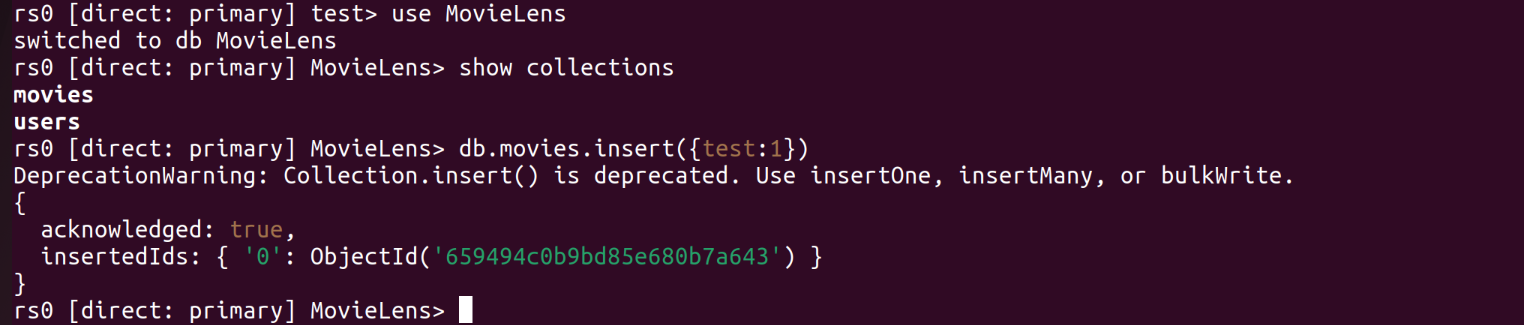 rs0 [direct: primary] test> use MovieLens
switched to db MovieLens
rs0 [direct: primary] MovieLens> show collections
movies
users
rs0 [direct: primary] MovieLens> db.movies.insert({test:1})
DeprecationWarning: Collection.insert() is deprecated. Use insertOne, insertMany, or bulkWrite.
{
  acknowledged: true,
  insertedIds: { '0': ObjectId('659494c0b9bd85e680b7a643') }
}
rs0 [direct: primary] MovieLens>